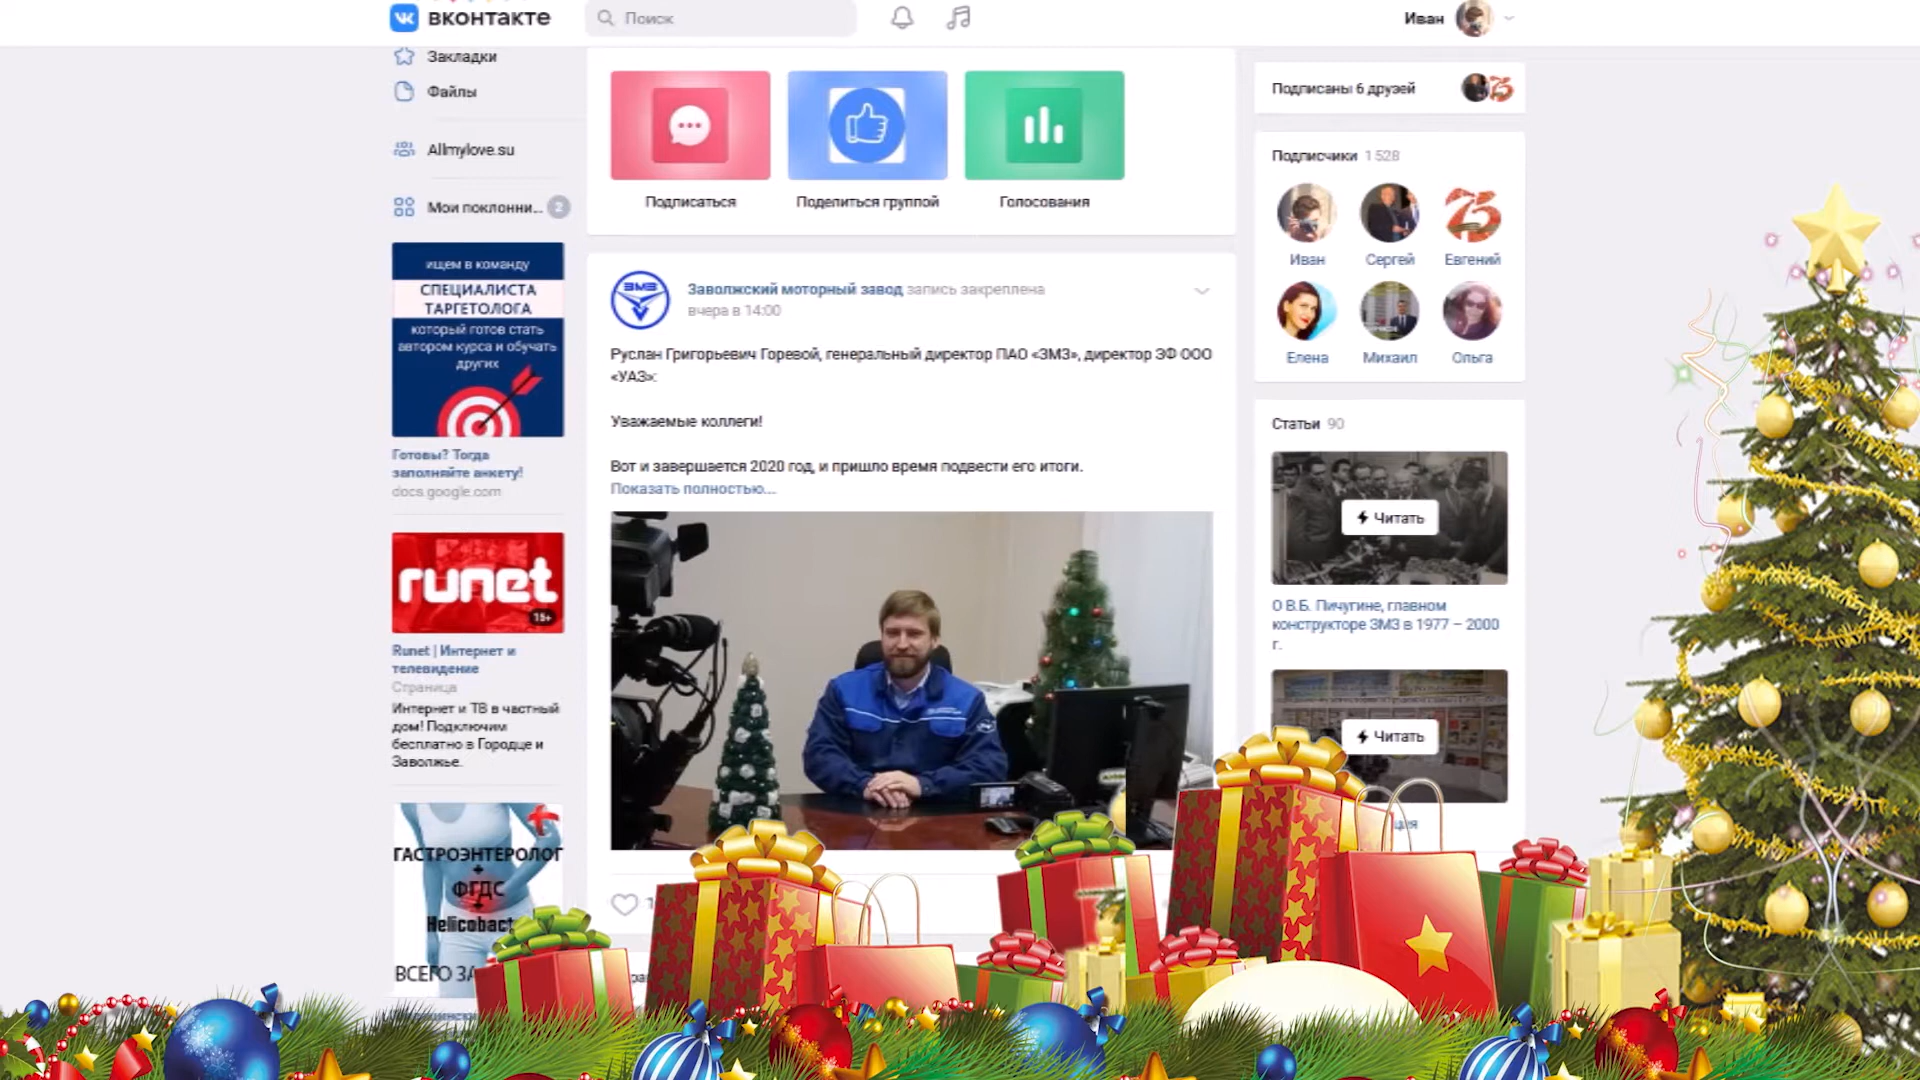 вконтакте
Поиск
Иван
Закладки
Файлы
Allmylove.su
Мои поклонни... 2
ищем в команду
СПЕЦИАЛИСТА
ТАРГЕТОЛОГА
который готов стать
автором курса и обучать
других
Готовы? Тогда
заполняйте анкету!
docs.google.com
runet
15+
Runet | Интернет и
телевидение
Страница
Интернет и ТВ в частный
дом! Подключим
бесплатно в Городце и
Заволжье.
ГАСТРОЭНТЕРОЛОГ
+
ФГДС
+
Helicobact
ВСЕГО ЗА
Подписаться
Поделиться группой
Голосования
ЗМЗ
Заволжский моторный завод запись закреплена
вчера в 14:00
Руслан Григорьевич Горевой, генеральный директор ПАО «ЗМЗ», директор ЭФ ООО
«УАЗ»:
Уважаемые коллеги!
Вот и завершается 2020 год, и пришло время подвести его итоги.
Показать полностью...
Подписаны 6 друзей
Подписчики 1 528
Иван
Сергей
Евгений
Елена
Михаил
Ольга
Статьи 90
Читать
О В.Б. Пичугине, главном
конструкторе ЗМЗ в 1977 – 2000
г.
Читать